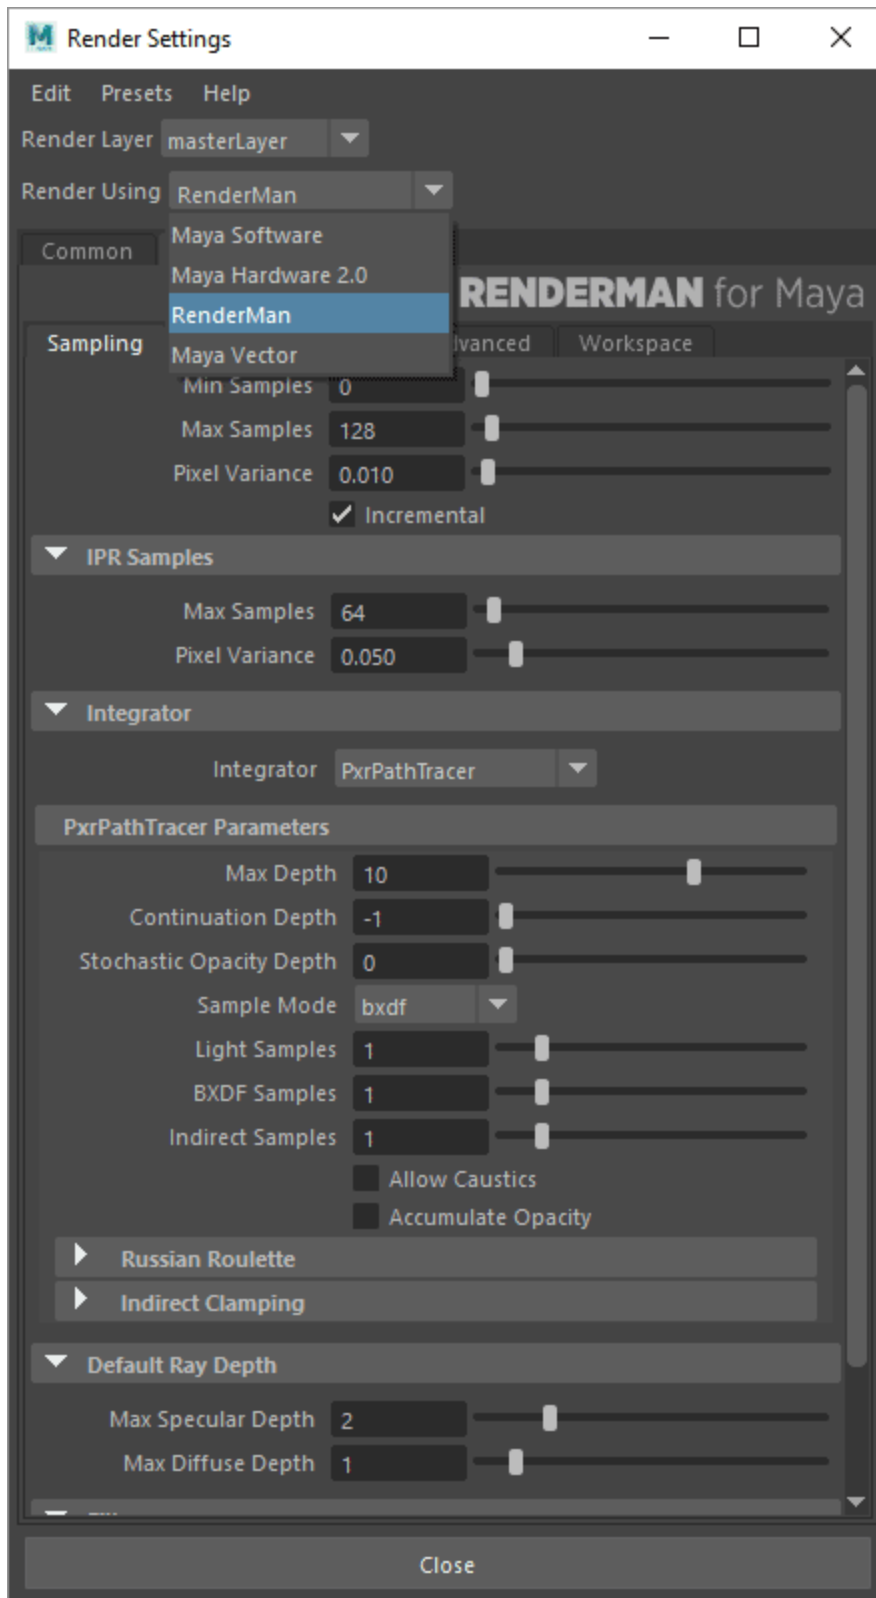 Render Settings
Edit Presets Help
Render Layer masterLayer
Render Using RenderMan
Maya Software
Maya Hardware 2.0
RenderMan
Maya Vector
Common
RENDERMAN for Maya
Sampling Workspace
Min Samples 0
Max Samples 128
Pixel Variance 0.010
Incremental
IPR Samples
Max Samples 64
Pixel Variance 0.050
Integrator
Integrator PxrPathTracer
PxrPathTracer Parameters
Max Depth 10
Continuation Depth -1
Stochastic Opacity Depth 0
Sample Mode bxdf
Light Samples 1
BXDF Samples 1
Indirect Samples 1
Allow Caustics
Accumulate Opacity
Russian Roulette
Indirect Clamping
Default Ray Depth
Max Specular Depth 2
Max Diffuse Depth 1
Close